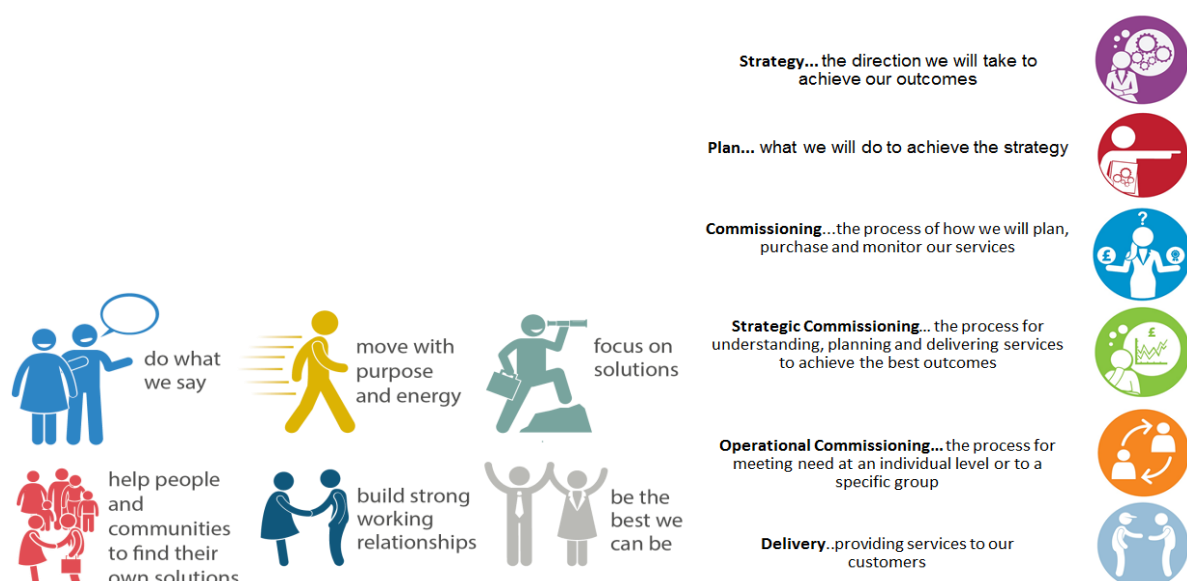 do what
we say
move with
purpose
and energy
focus on
solutions
help people
and
communities
to find their
own solutions
build strong
working
relationships
be the
best we
can be
Strategy... the direction we will take to
achieve our outcomes
Plan... what we will do to achieve the strategy
Commissioning...the process of how we will plan,
purchase and monitor our services
?
£
Strategic Commissioning... the process for
understanding, planning and delivering services
to achieve the best outcomes
£
Operational Commissioning... the process for
meeting need at an individual level or to a
specific group
Delivery..providing services to our
customers